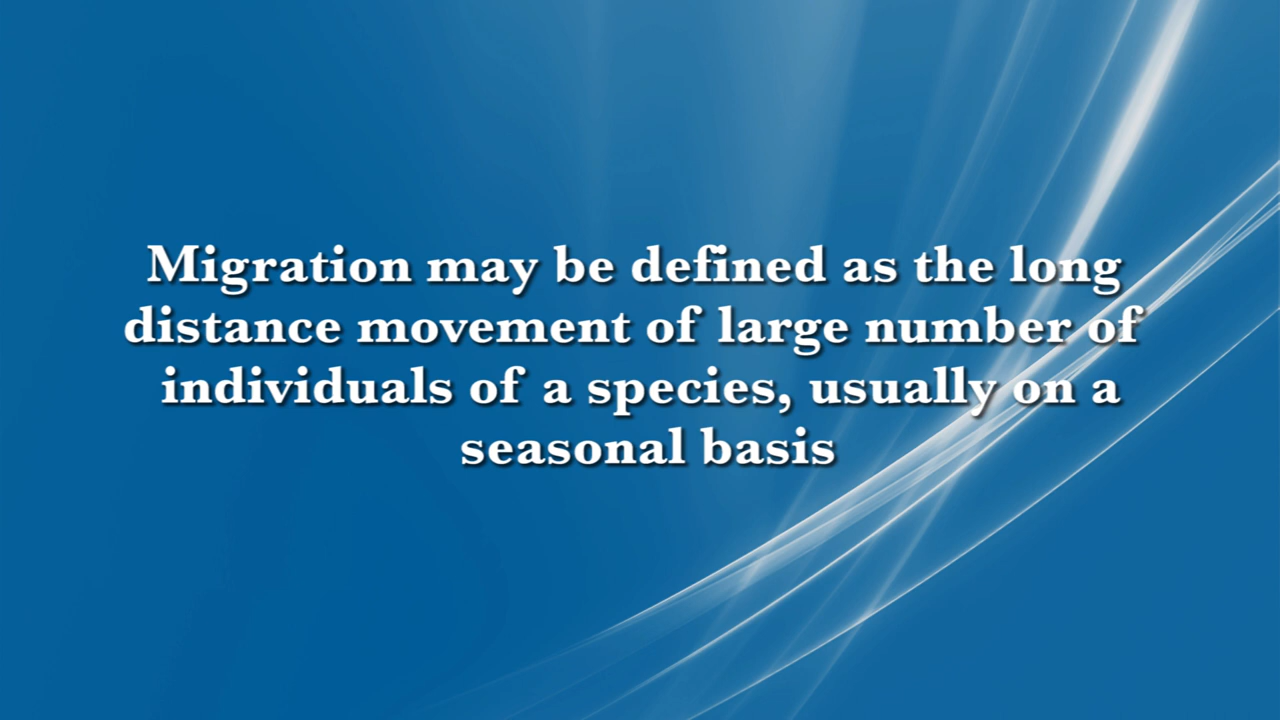 Migration may be defined as the long
distance movement of large number of
individuals of a species, usually on a
seasonal basis